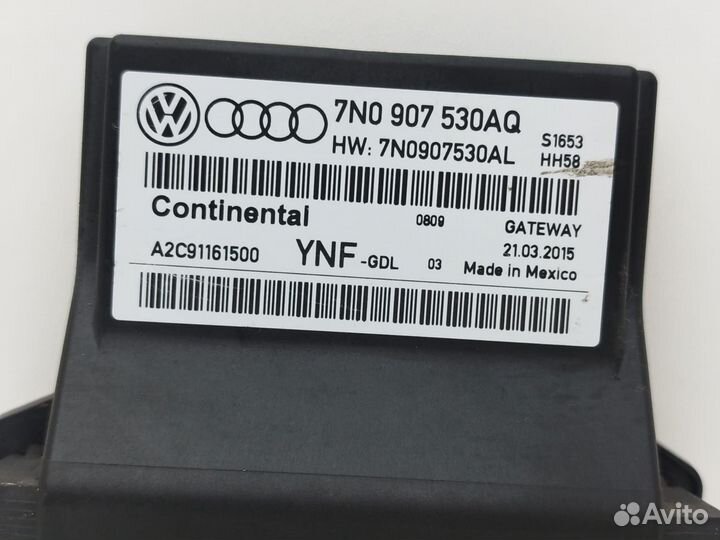 7N0 907 530AQ
HW: 7N0907530AL
S1653
HH58
Continental
0809
GATEWAY
A2C91161500
YNF -GDL
03
21.03.2015
Made in Mexico
Avito